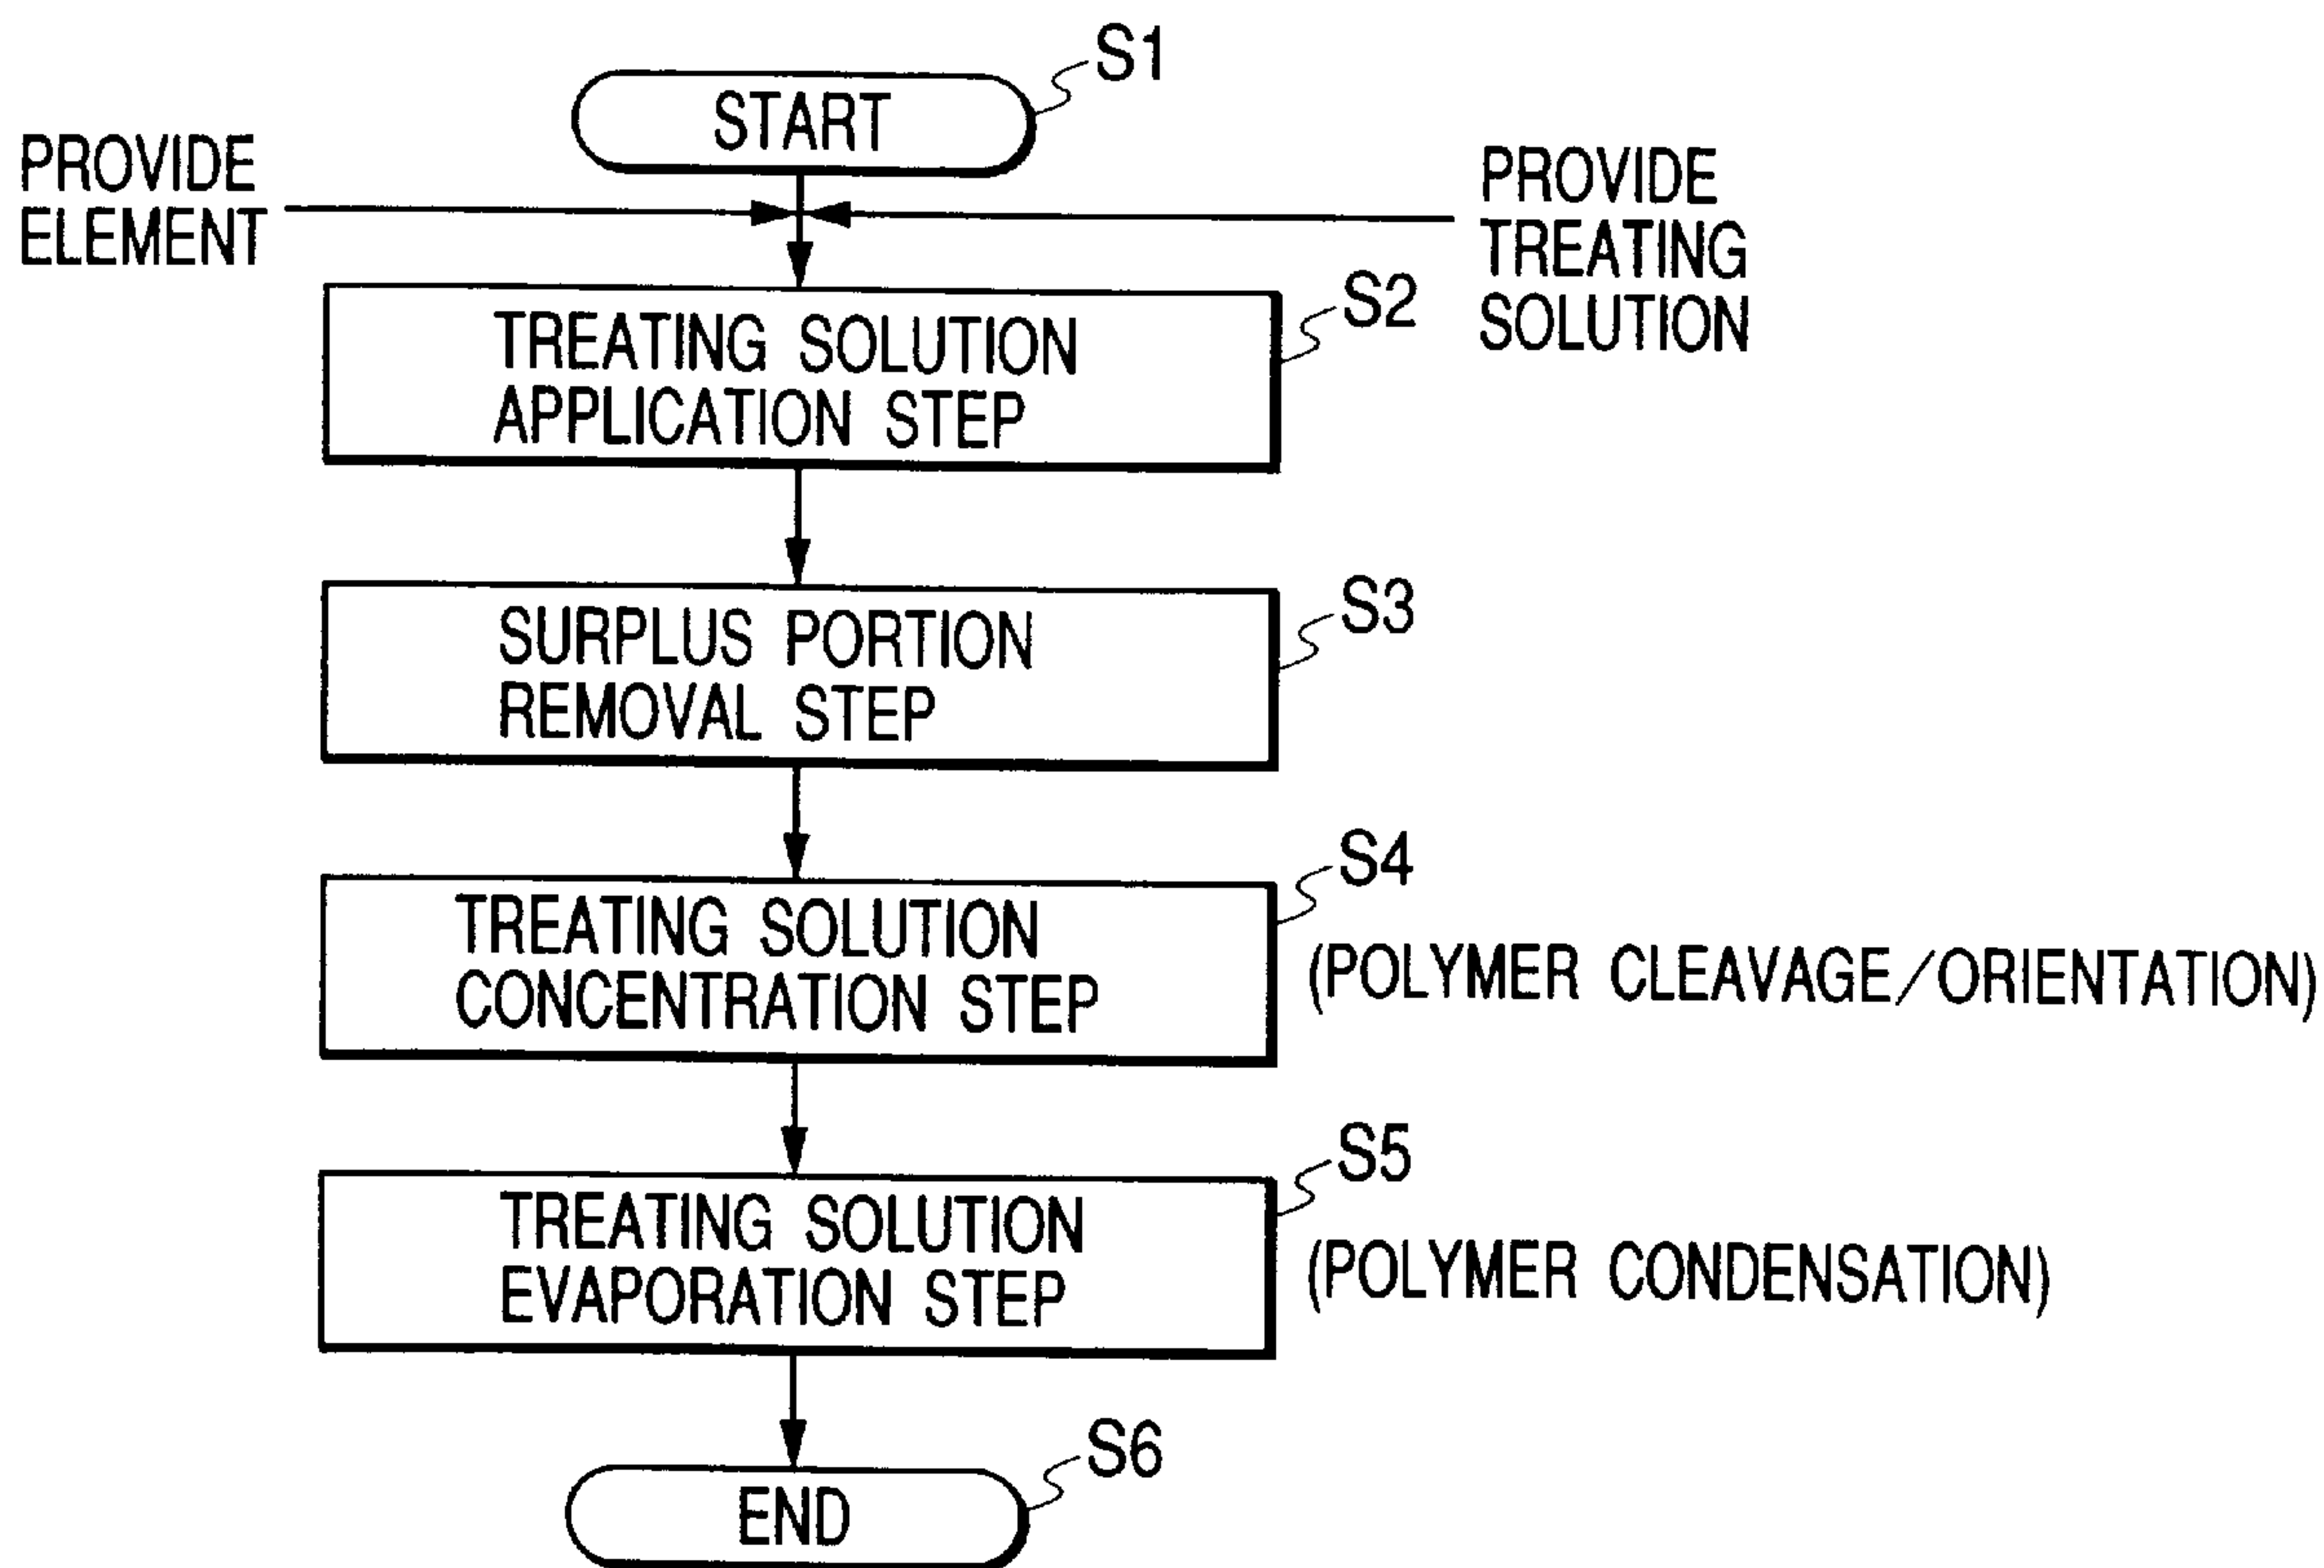 S1
START
PROVIDE
ELEMENT
PROVIDE
TREATING
SOLUTION
S2
TREATING SOLUTION
APPLICATION STEP
S3
SURPLUS PORTION
REMOVAL STEP
S4
TREATING SOLUTION
CONCENTRATION STEP
(POLYMER CLEAVAGE/ORIENTATION)
S5
TREATING SOLUTION
EVAPORATION STEP
(POLYMER CONDENSATION)
S6
END